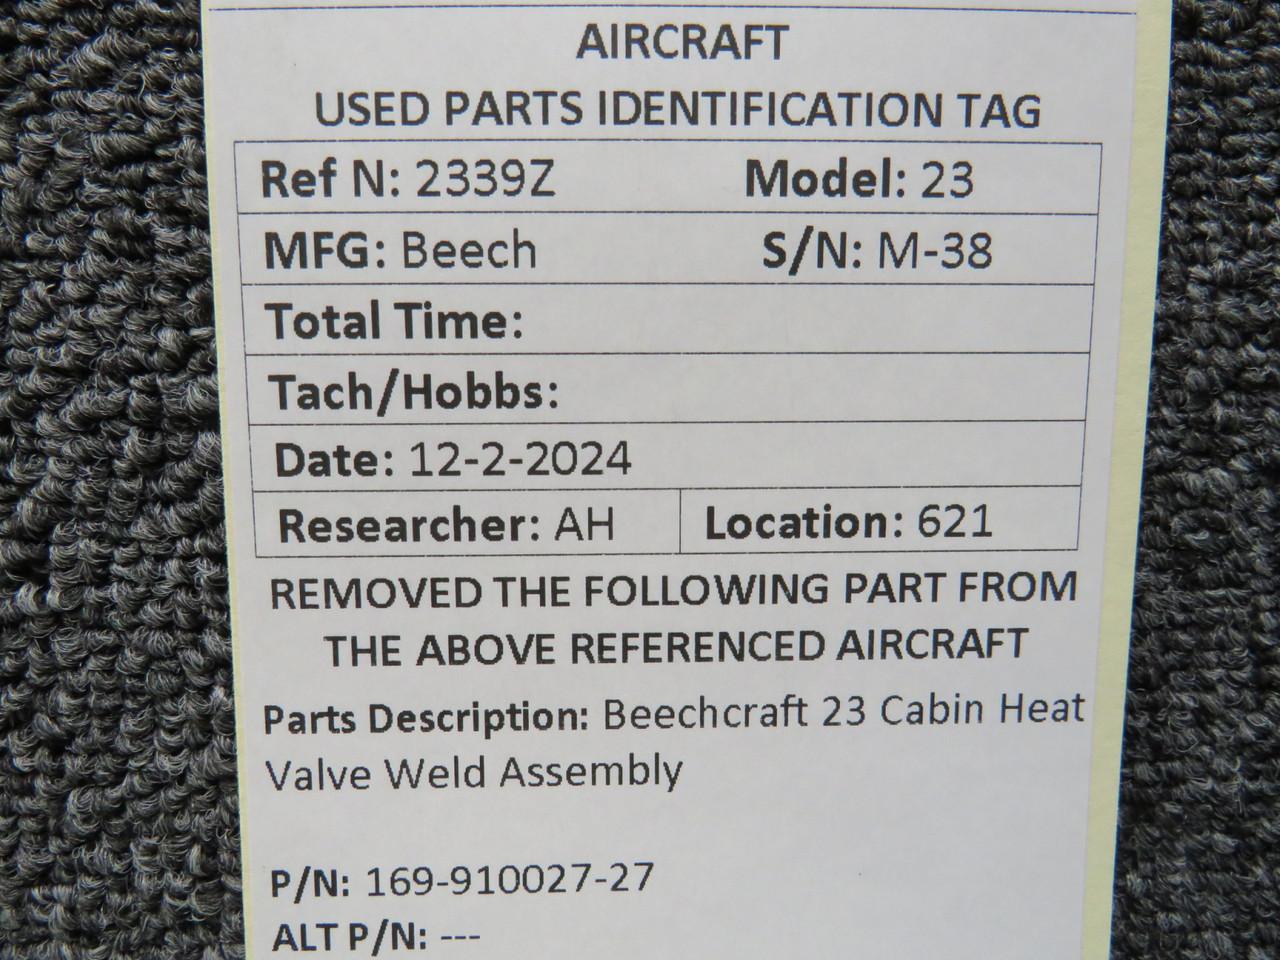 AIRCRAFT
USED PARTS IDENTIFICATION TAG
Ref N: 2339Z Model: 23
MFG: Beech S/N: M-38
Total Time:
Tach/Hobbs:
Date: 12-2-2024
Researcher: AH Location: 621
REMOVED THE FOLLOWING PART FROM
THE ABOVE REFERENCED AIRCRAFT
Parts Description: Beechcraft 23 Cabin Heat
Valve Weld Assembly
P/N: 169-910027-27
ALT P/N: ---